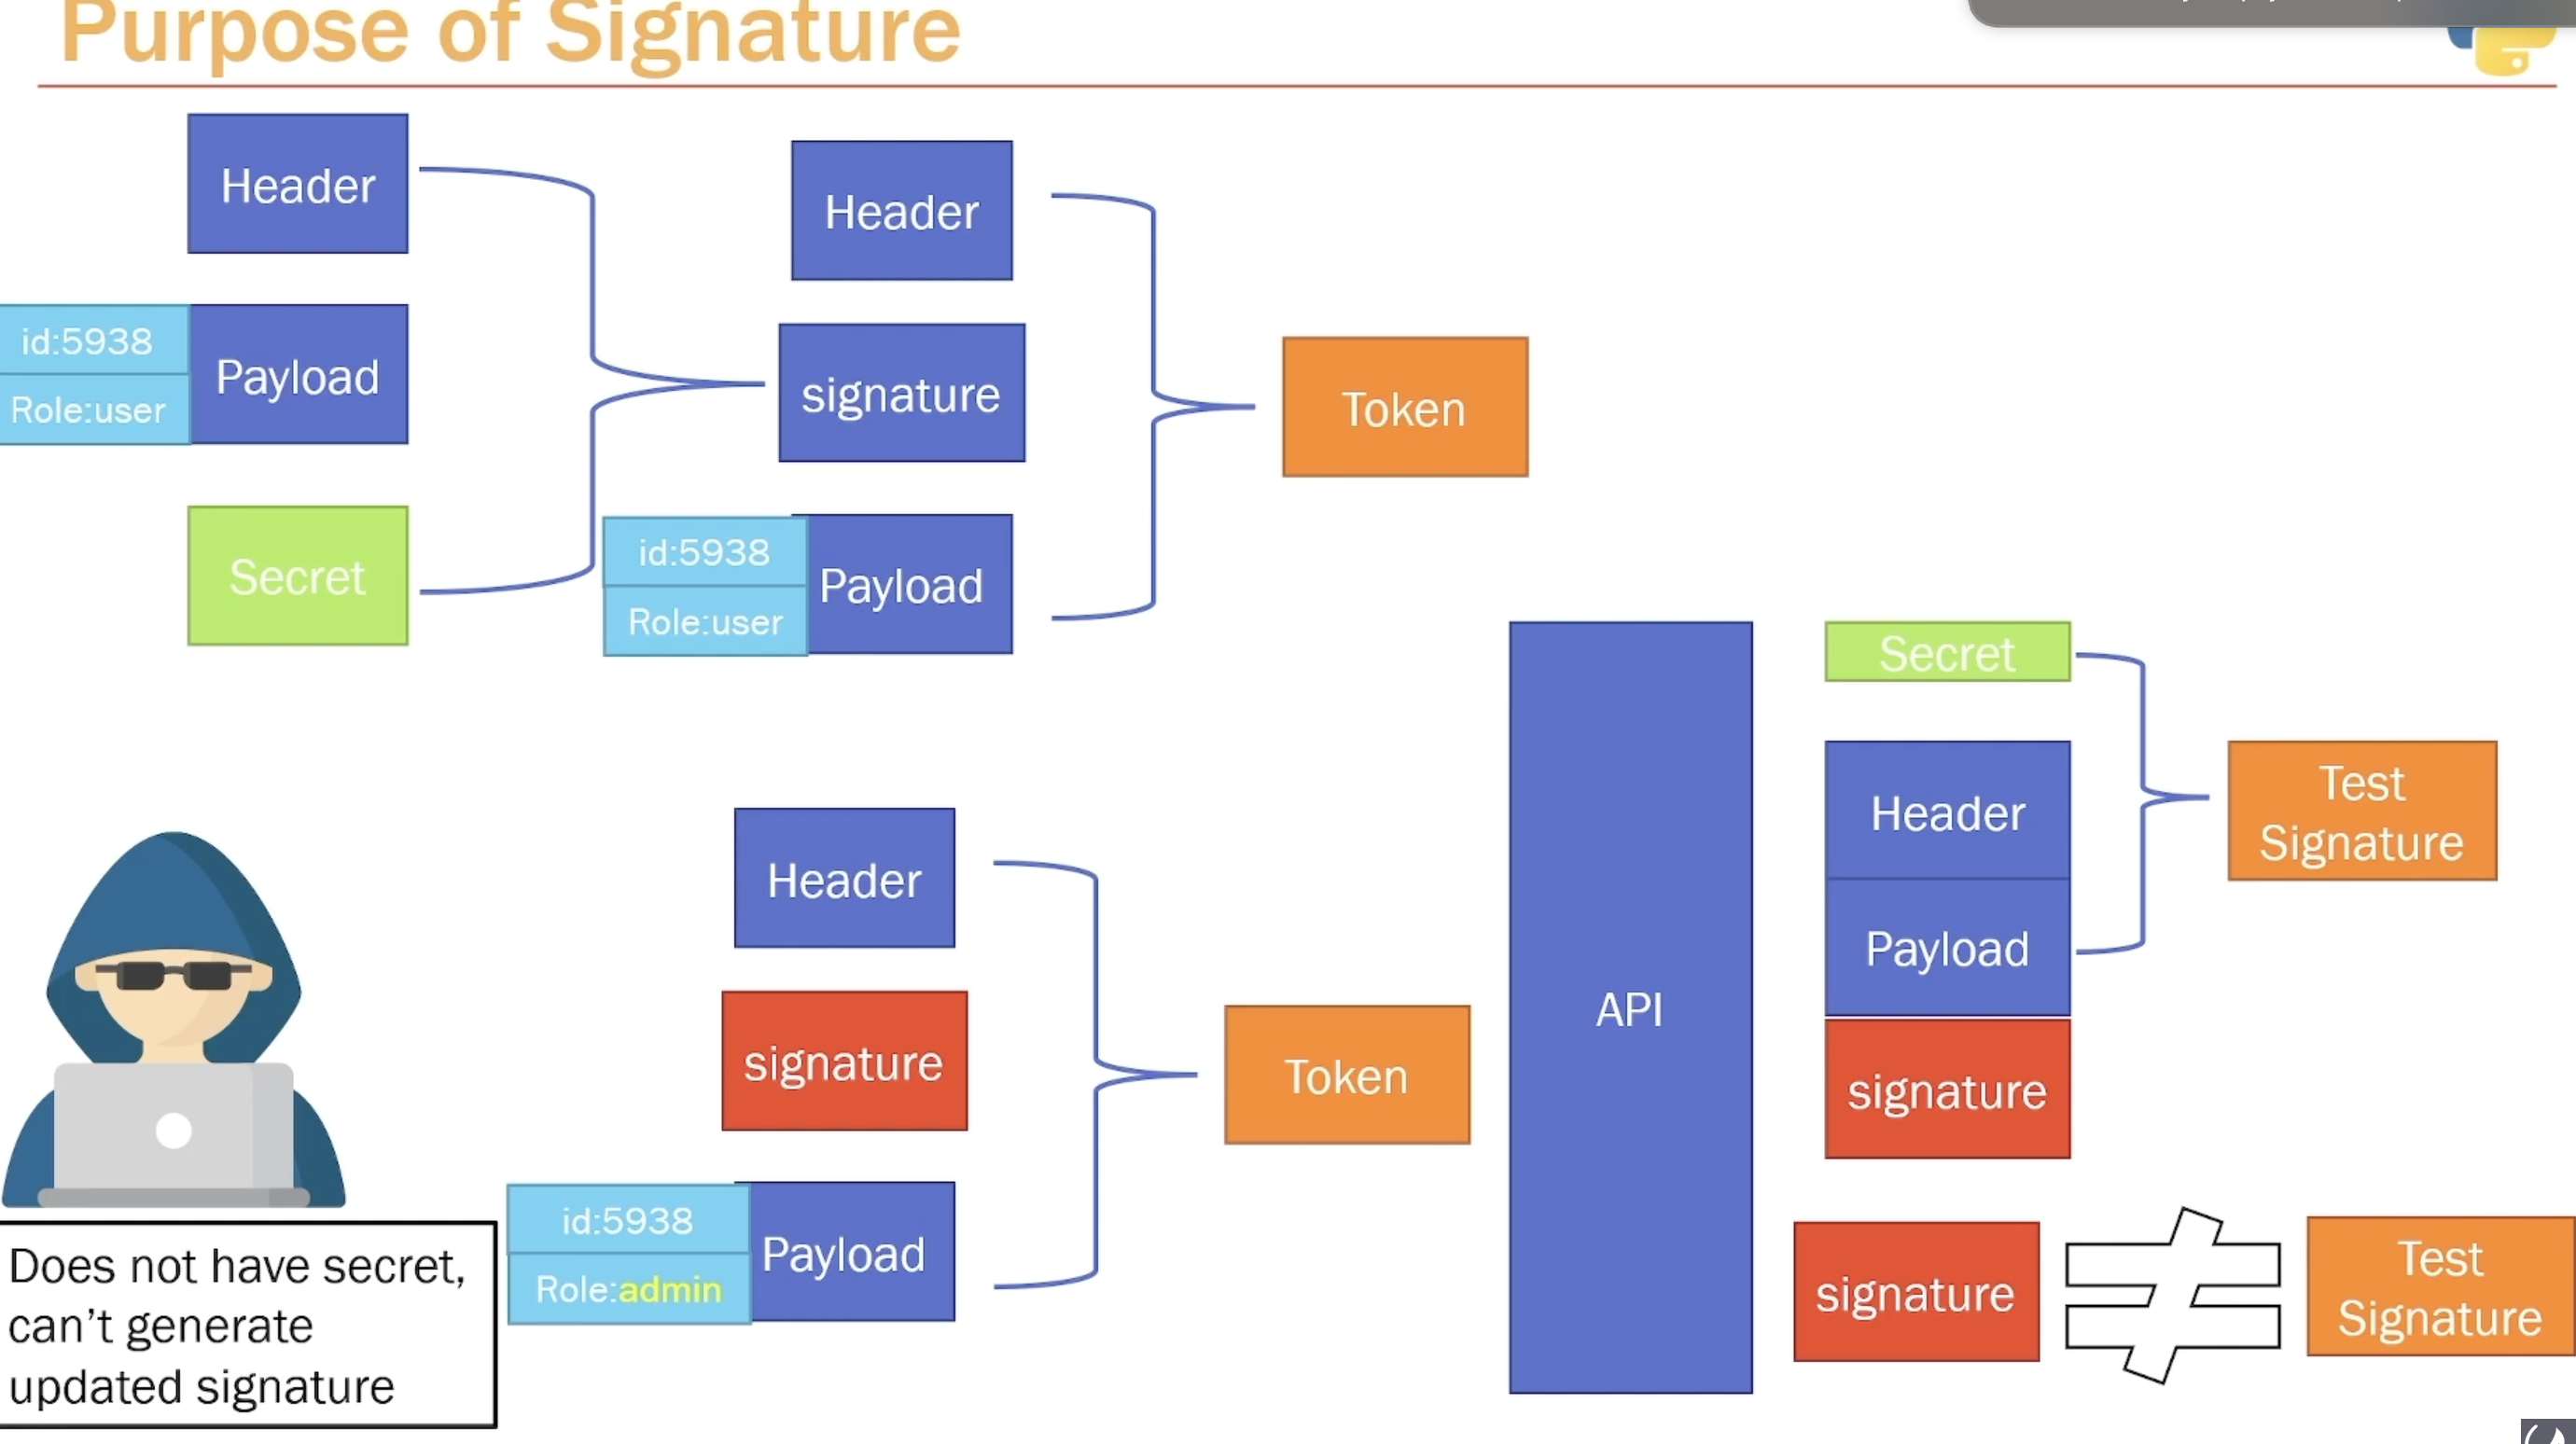 Purpose of Signature
Header
id:5938
Role:user
Payload
Secret
Header
signature
id:5938
Role:user
Payload
Token
Does not have secret,
can't generate
updated signature
Header
signature
id:5938
Role:admin
Payload
Token
API
Secret
Header
Payload
signature
Test
Signature
signature
Test
Signature